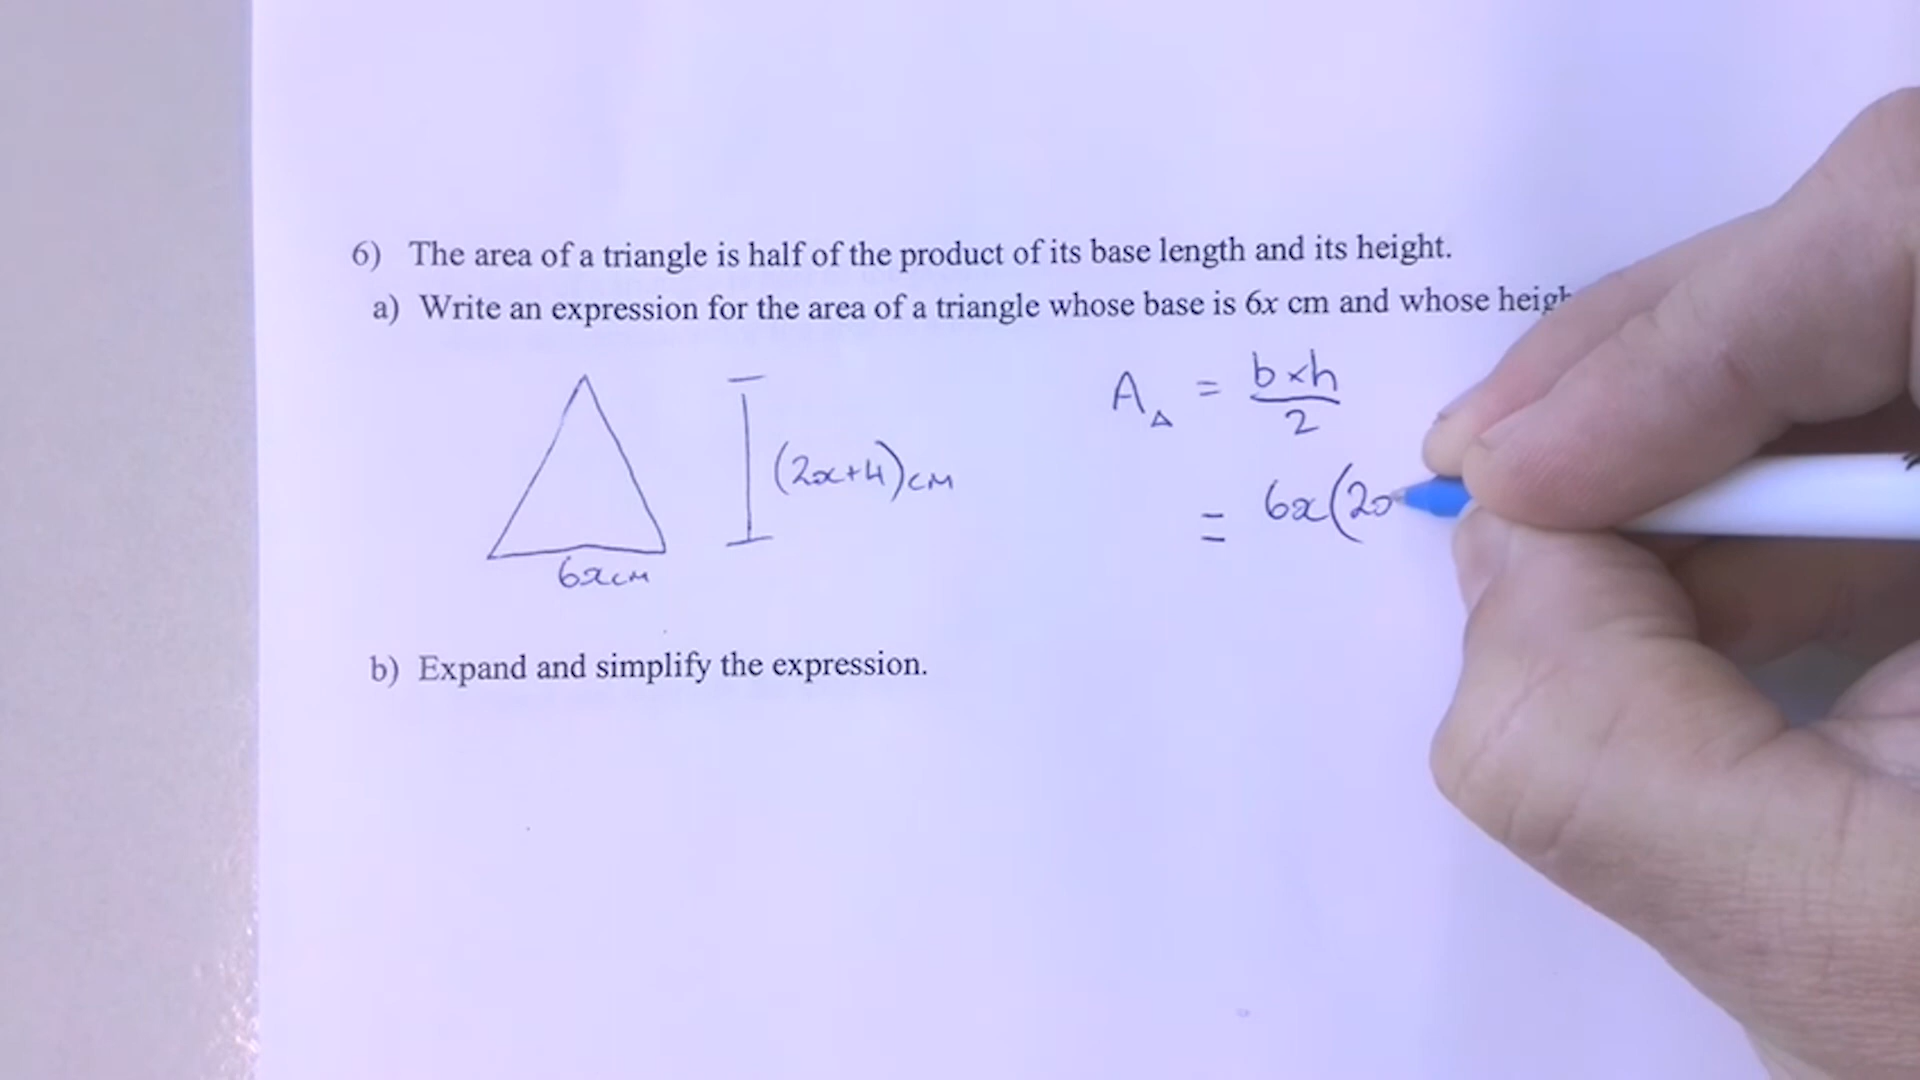 6) The area of a triangle is half of the product of its base length and its height.
a) Write an expression for the area of a triangle whose base is 6x cm and whose
A△ = b×h/2
(2x+4)cm
= 6x(2
6xcm
b) Expand and simplify the expression.